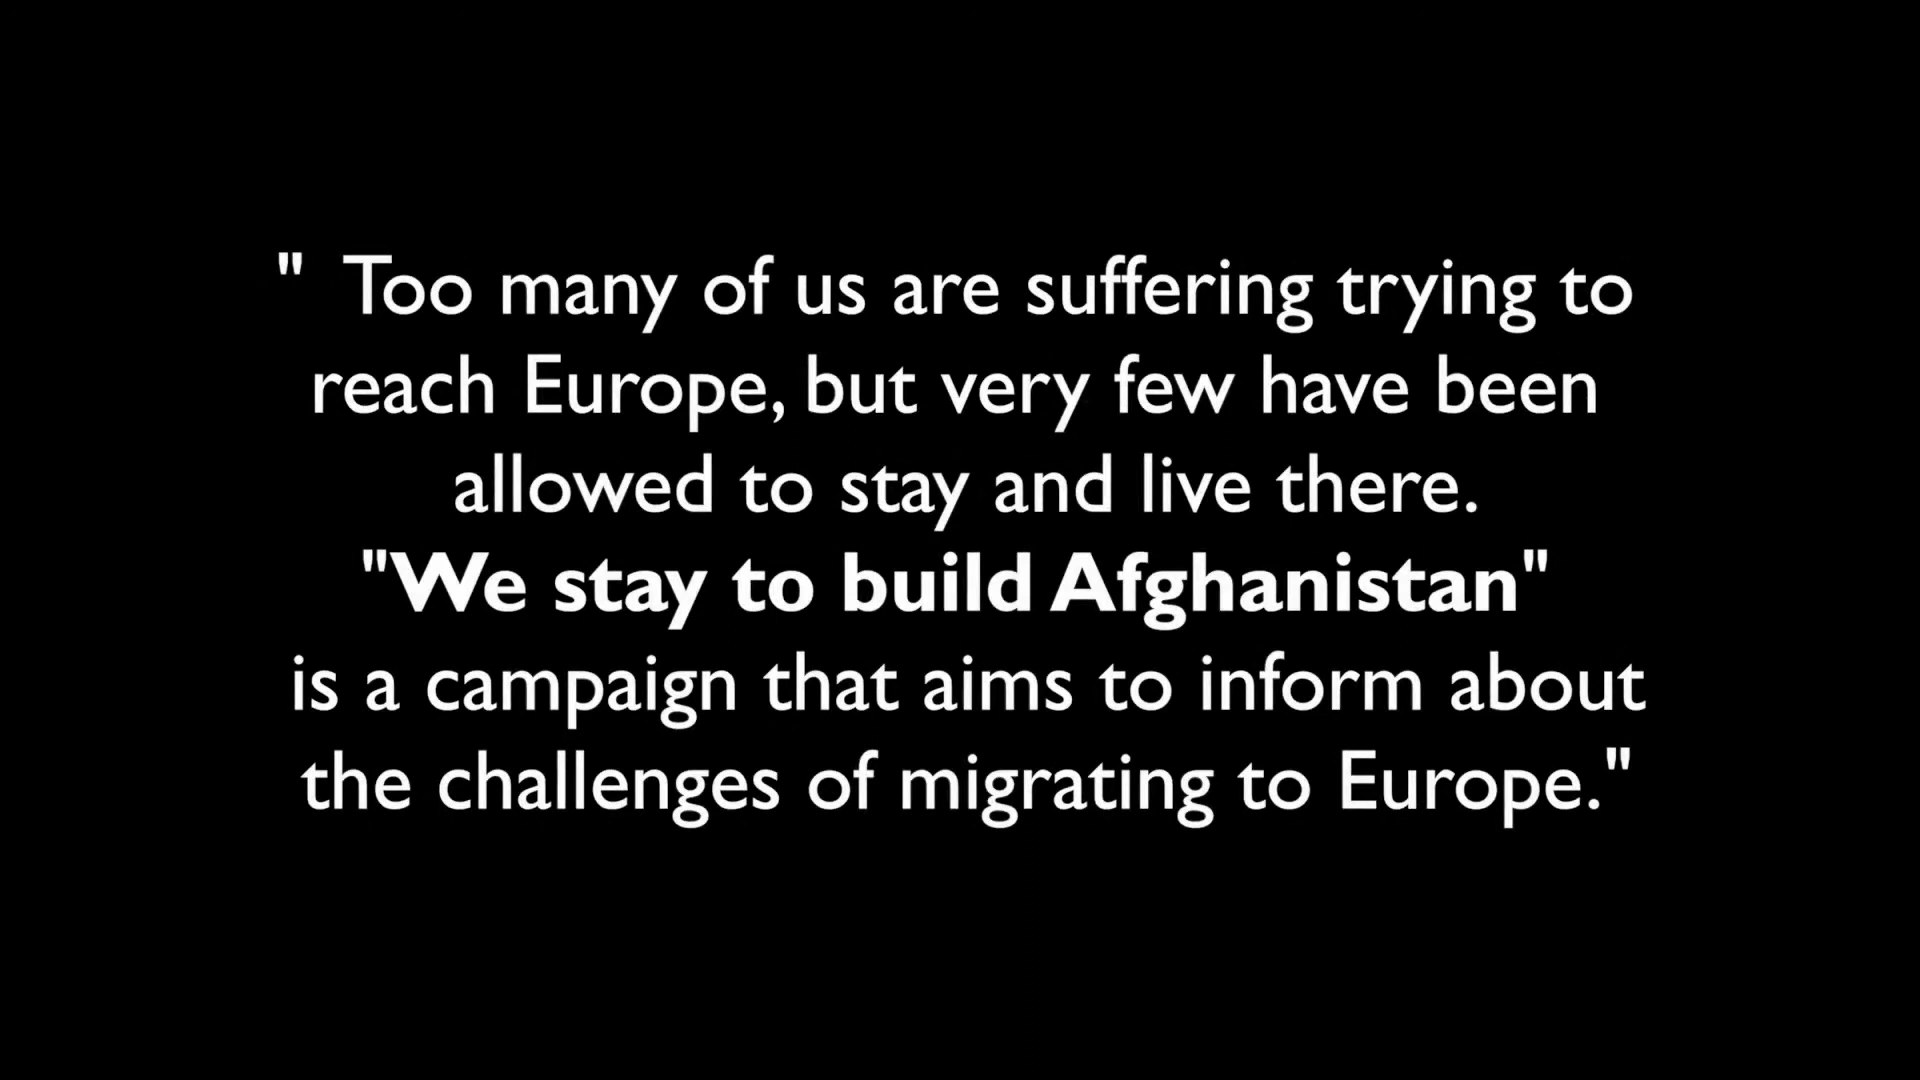 " Too many of us are suffering trying to
reach Europe, but very few have been
allowed to stay and live there.
"We stay to build Afghanistan"
is a campaign that aims to inform about
the challenges of migrating to Europe."